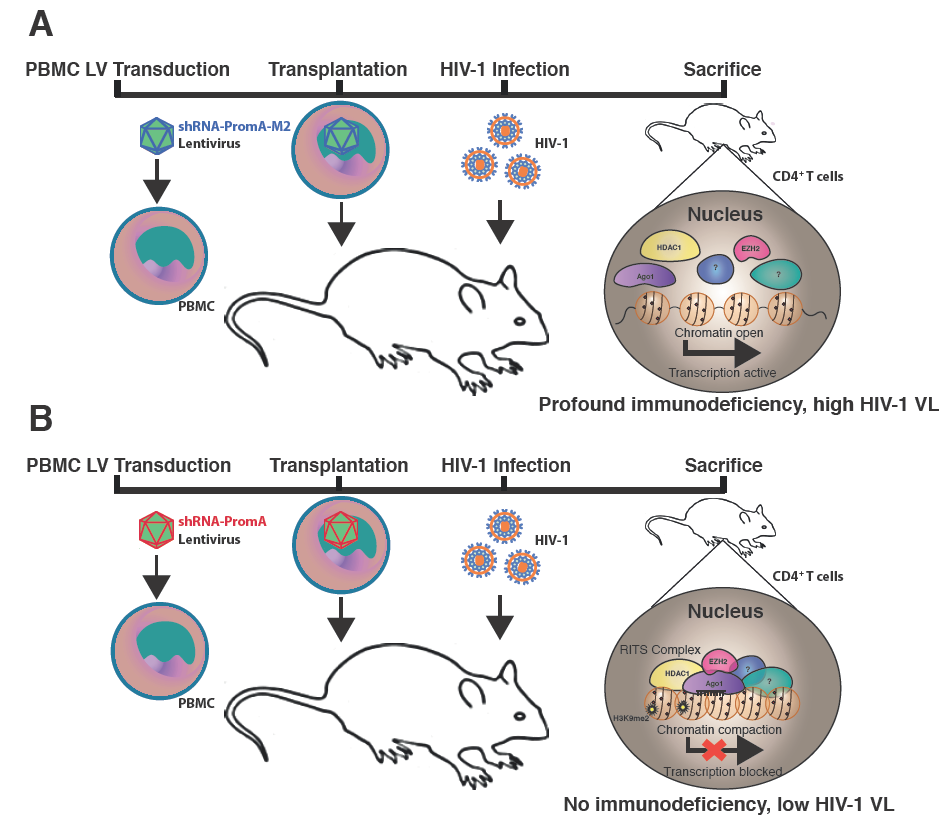 A
PBMC LV Transduction Transplantation HIV-1 Infection Sacrifice
shRNA-PromA-M2
Lentivirus
HIV-1
CD4+ T cells
PBMC
Nucleus
HDAC1
EZH2
Ago1
?
?
Chromatin open
Transcription active
Profound immunodeficiency, high HIV-1 VL
B
PBMC LV Transduction Transplantation HIV-1 Infection Sacrifice
shRNA-PromA
Lentivirus
HIV-1
CD4+ T cells
PBMC
Nucleus
RITS Complex
EZH2
HDAC1
?
Ago1
?
H3K9me2
Chromatin compaction
Transcription blocked
No immunodeficiency, low HIV-1 VL